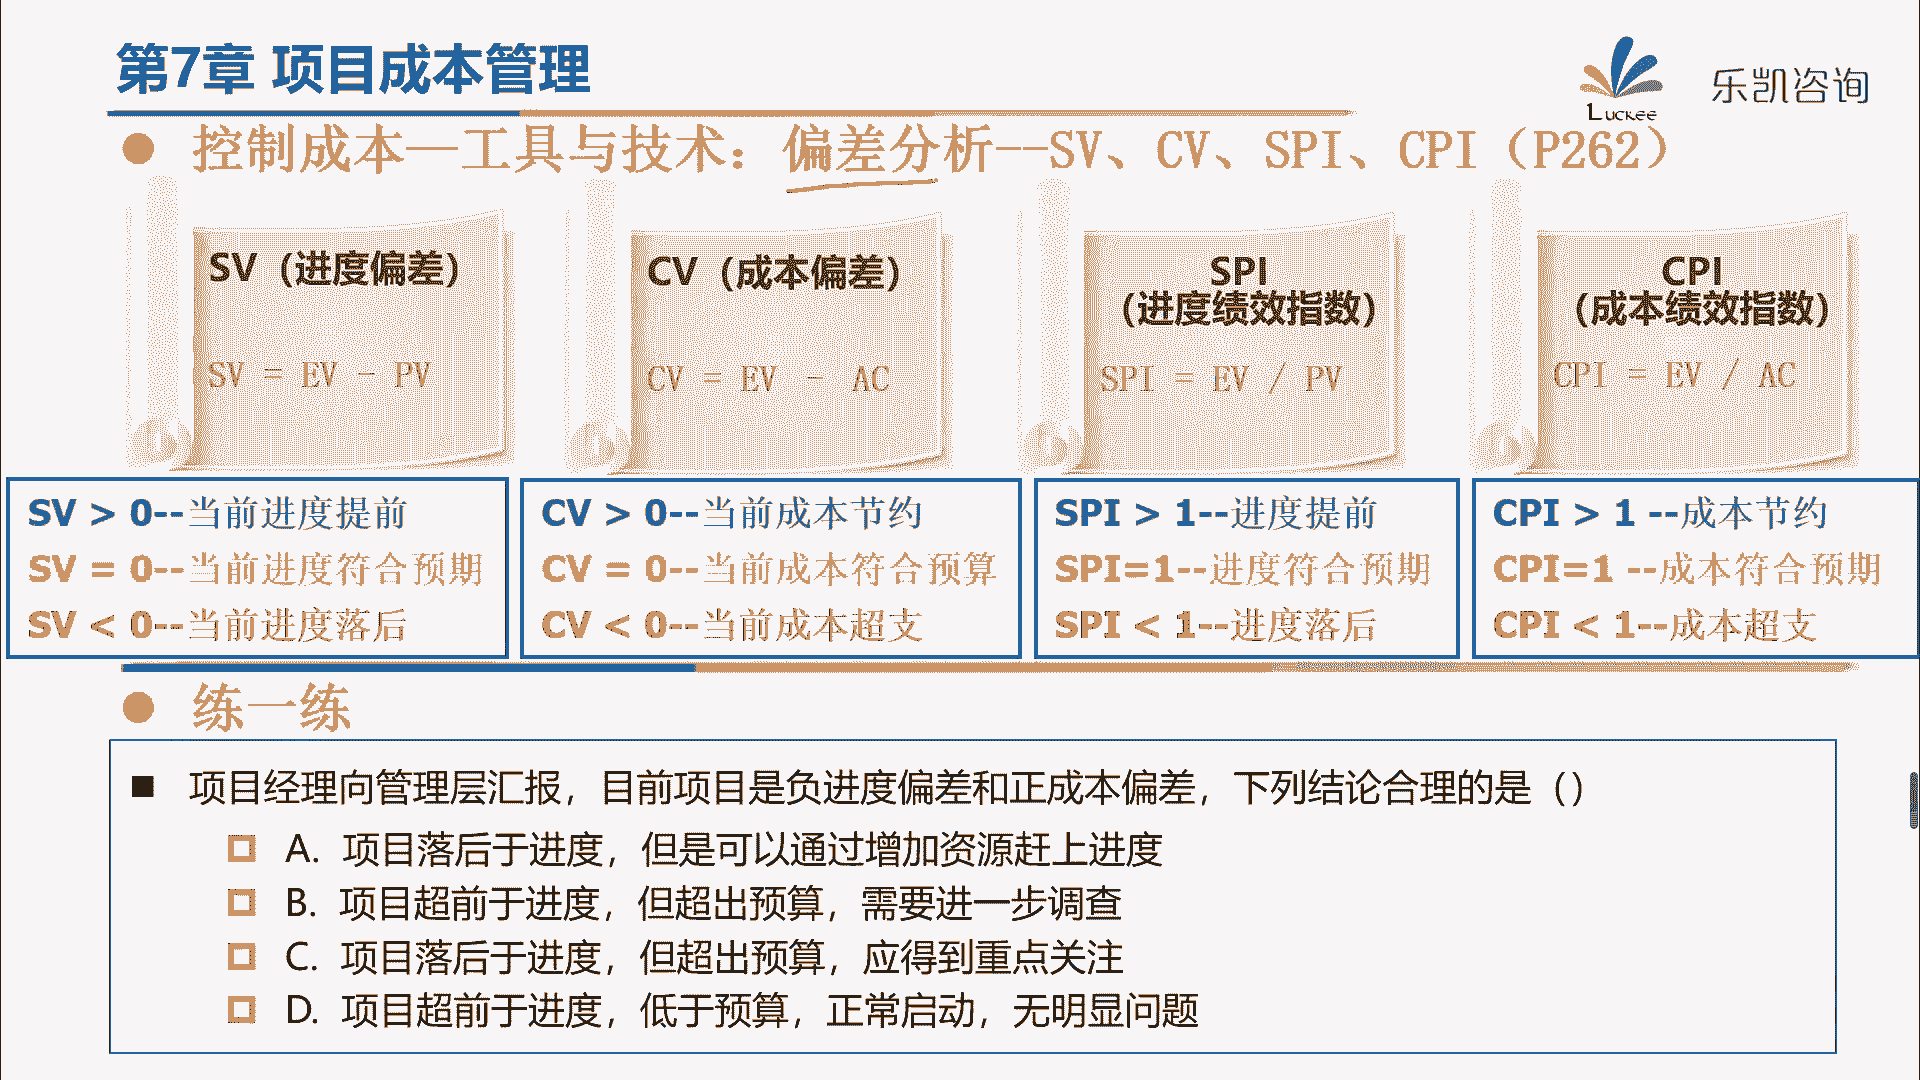 第7章 项目成本管理
Luckee
乐凯咨询
● 控制成本—工具与技术：偏差分析--SV、CV、SPI、CPI（P262）
SV（进度偏差）
SV = EV - PV
CV（成本偏差）
CV = EV - AC
SPI
（进度绩效指数）
SPI = EV / PV
CPI
（成本绩效指数）
CPI = EV / AC
SV > 0--当前进度提前
SV = 0--当前进度符合预期
SV < 0--当前进度落后
CV > 0--当前成本节约
CV = 0--当前成本符合预算
CV < 0--当前成本超支
SPI > 1--进度提前
SPI=1--进度符合预期
SPI < 1--进度落后
CPI > 1 --成本节约
CPI=1 --成本符合预期
CPI < 1--成本超支
● 练一练
■ 项目经理向管理层汇报，目前项目是负进度偏差和正成本偏差，下列结论合理的是（）
A. 项目落后于进度，但是可以通过增加资源赶上进度
B. 项目超前于进度，但超出预算，需要进一步调查
C. 项目落后于进度，但超出预算，应得到重点关注
D. 项目超前于进度，低于预算，正常启动，无明显问题